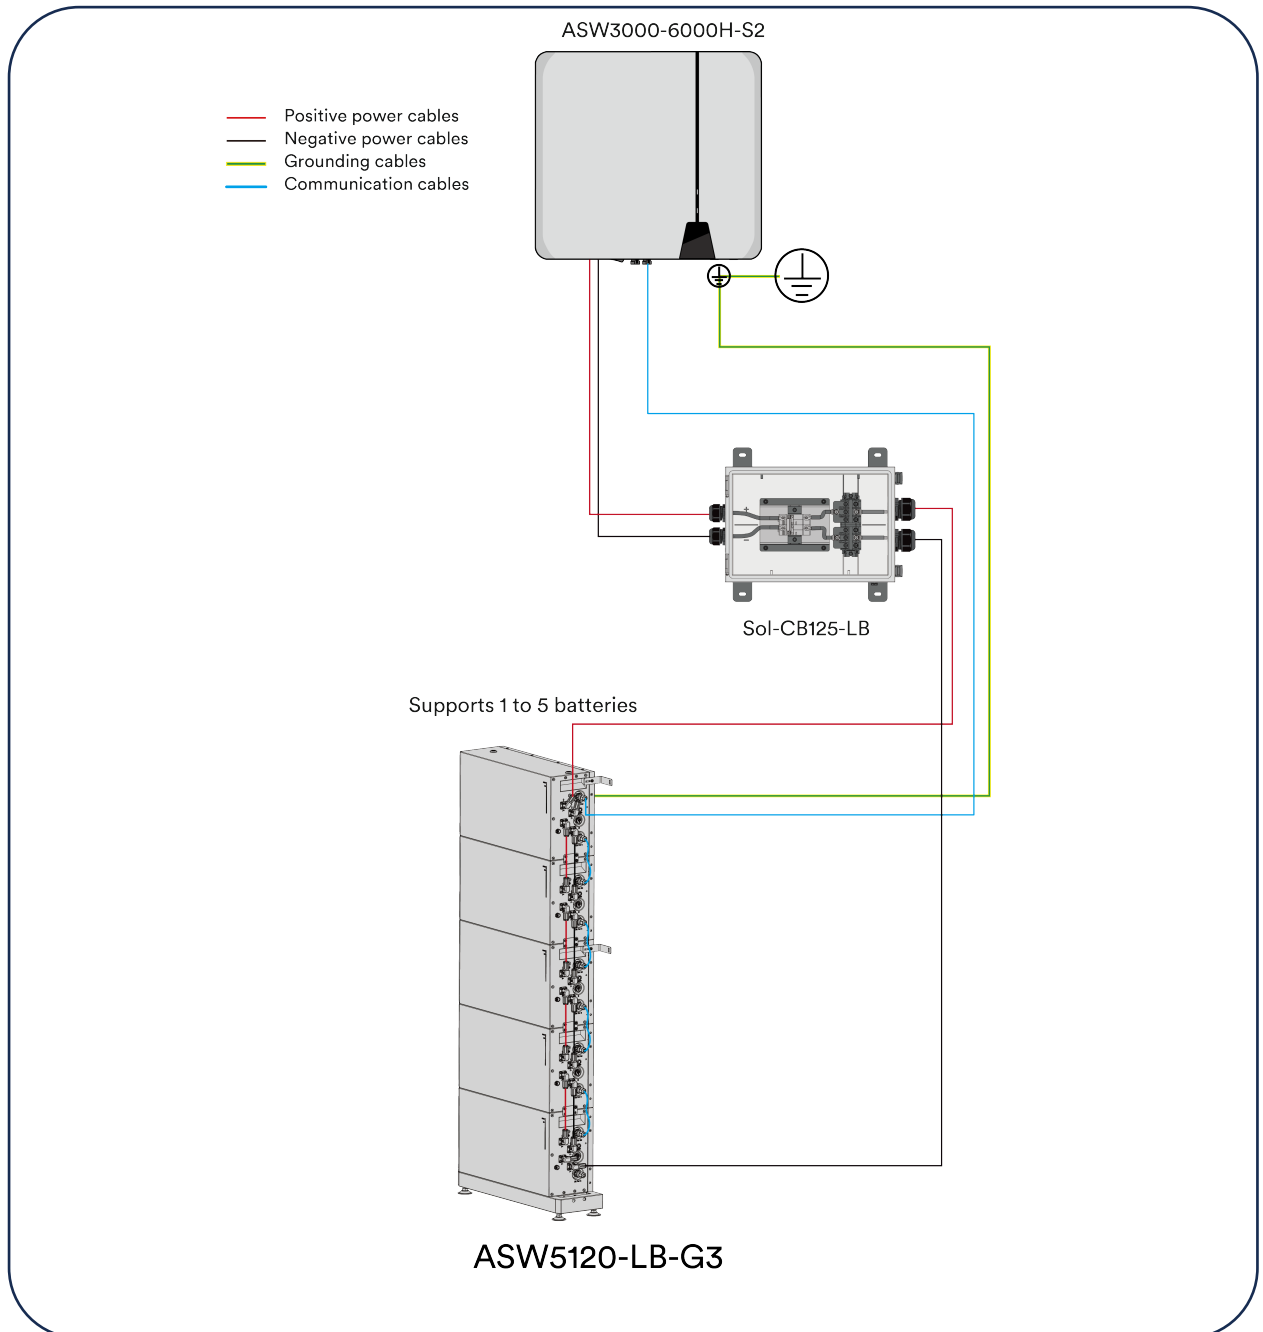 ASW3000-6000H-S2
Positive power cables
Negative power cables
Grounding cables
Communication cables
+
−
Sol-CB125-LB
Supports 1 to 5 batteries
ASW5120-LB-G3